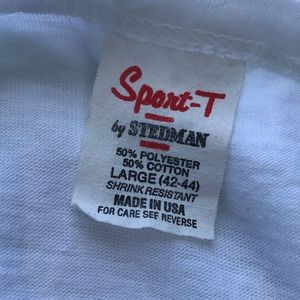 Sport-T
by STEDMAN
50% POLYESTER
50% COTTON
LARGE (42-44)
SHRINK RESISTANT
MADE IN USA
FOR CARE SEE REVERSE